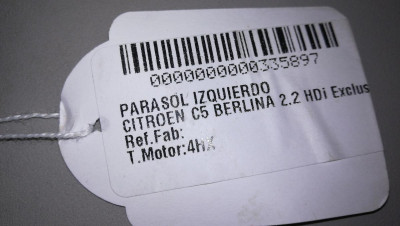 0000000000335897
PARASOL IZQUIERDO
CITROEN C5 BERLINA 2.2 HDi Exclus
Ref.Fab:
T.Motor:4HX